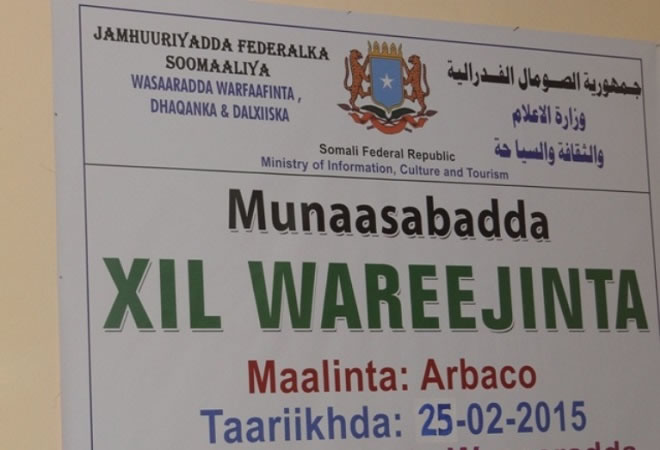 JAMHUURIYADDA FEDERALKA
SOOMAALIYA
WASAARADDA WARFAAFINTA,
DHAQANKA & DALXIISKA
جمهورية الصومال الفدرالية
وزارة الاعلام
والثقافة والسياحة
Somali Federal Republic
Ministry of Information, Culture and Tourism
Munaasabadda
XIL WAREEJINTA
Maalinta: Arbaco
Taariikhda: 25-02-2015